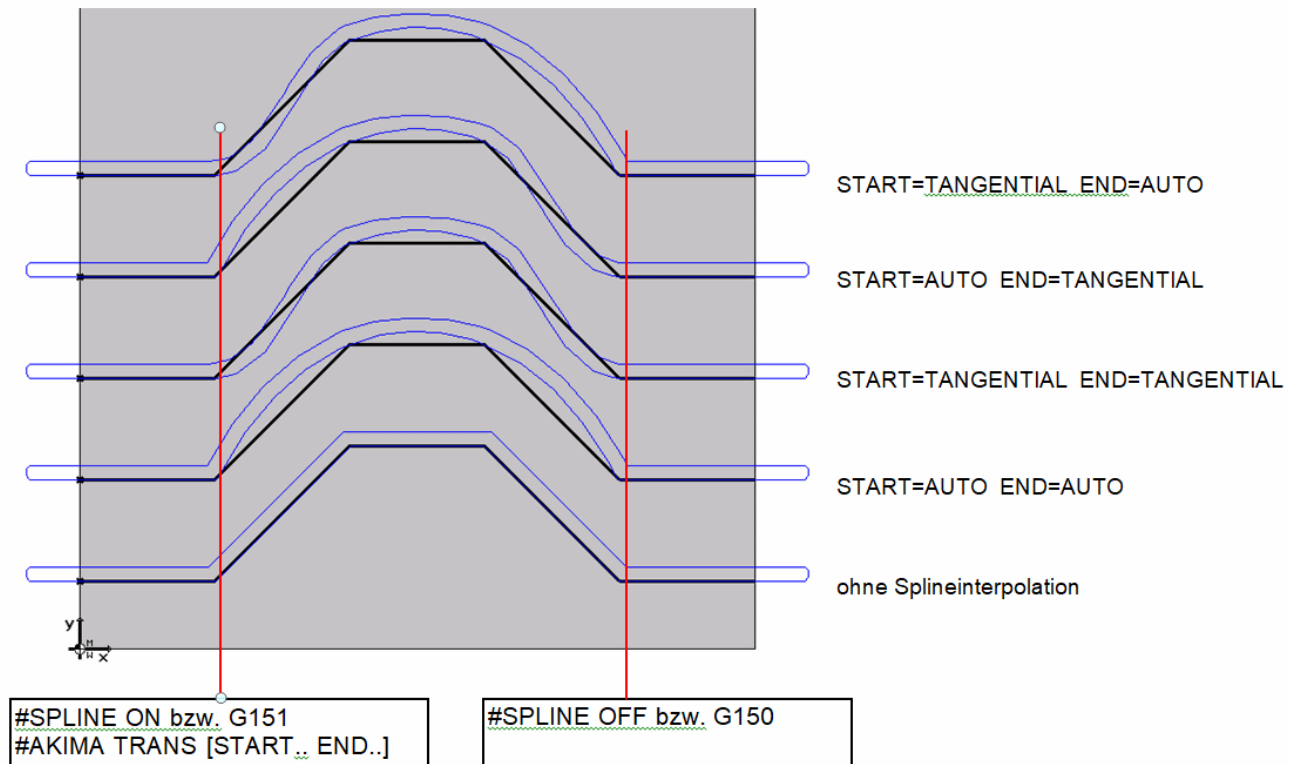 START=TANGENTIAL END=AUTO
START=AUTO END=TANGENTIAL
START=TANGENTIAL END=TANGENTIAL
START=AUTO END=AUTO
ohne Splineinterpolation
Y
M
W X
#SPLINE ON bzw. G151
#AKIMA TRANS [START.. END..]
#SPLINE OFF bzw. G150